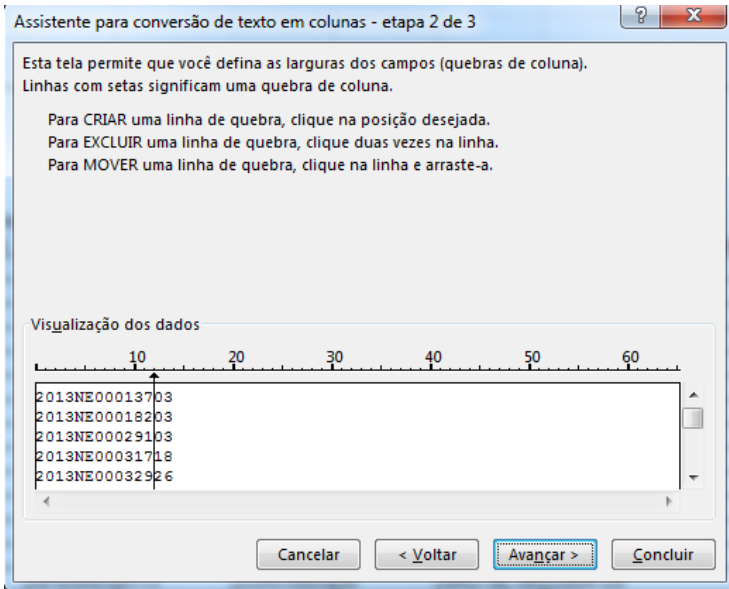 Assistente para conversão de texto em colunas - etapa 2 de 3
Esta tela permite que você defina as larguras dos campos (quebras de coluna).
Linhas com setas significam uma quebra de coluna.
Para CRIAR uma linha de quebra, clique na posição desejada.
Para EXCLUIR uma linha de quebra, clique duas vezes na linha.
Para MOVER uma linha de quebra, clique na linha e arraste-a.
Visualização dos dados
10 20 30 40 50 60
2013NE00013703
2013NE00018203
2013NE00029103
2013NE00031718
2013NE00032926
Cancelar < Voltar Avançar > Concluir